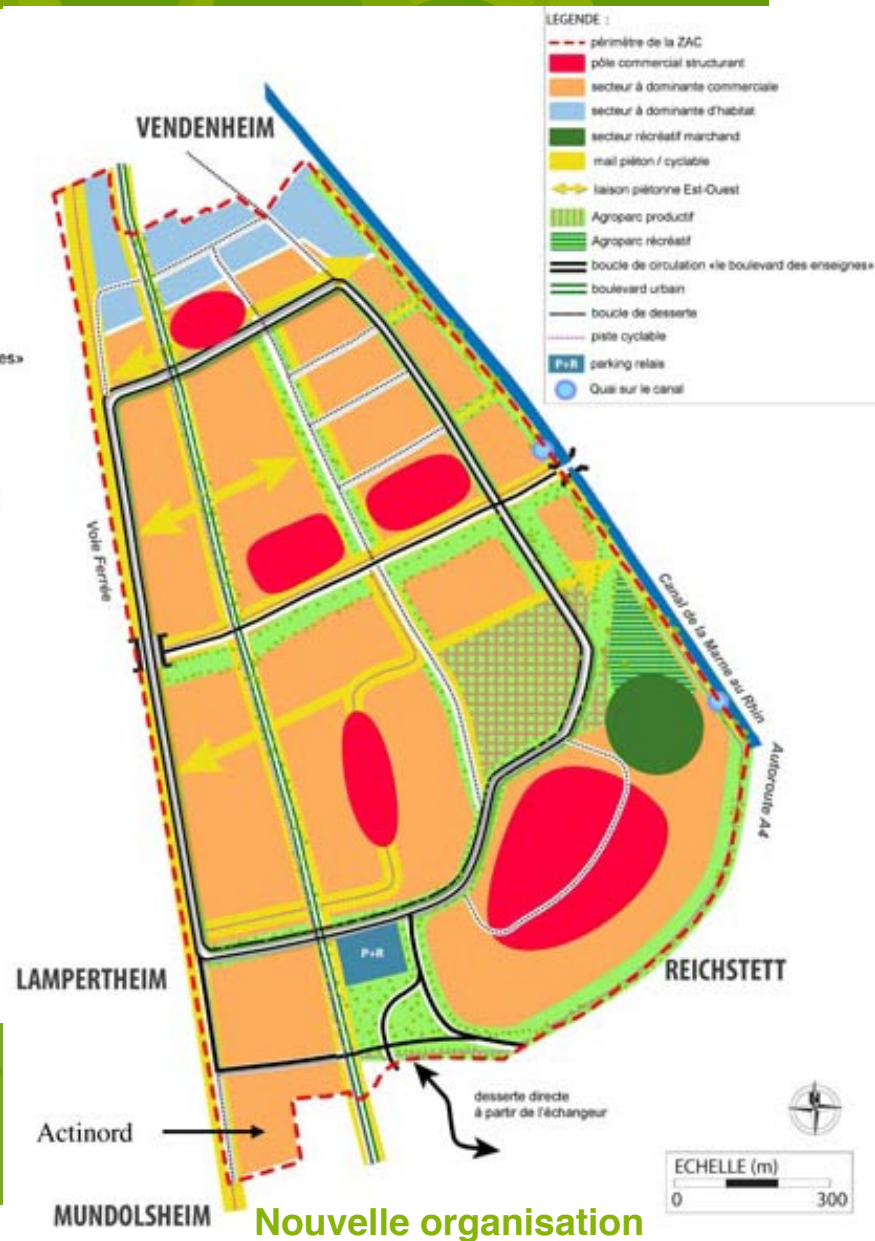 LEGENDE :
périmètre de la ZAC
pôle commercial structurant
secteur à dominante commerciale
secteur à dominante d'habitat
secteur récréatif marchand
mail piéton / cyclable
liaison piétonne Est-Ouest
Agroparc productif
Agroparc récréatif
boucle de circulation «le boulevard des enseignes»
boulevard urbain
boucle de desserte
piste cyclable
P+R parking relais
Quai sur le canal
VENDENHEIM
es»
Voie Ferrée
Canal de la Marne au Rhin
Autoroute A4
P+R
LAMPERTHEIM
REICHSTETT
desserte directe
à partir de l'échangeur
Actinord
N
ECHELLE (m)
0 300
MUNDOLSHEIM
Nouvelle organisation